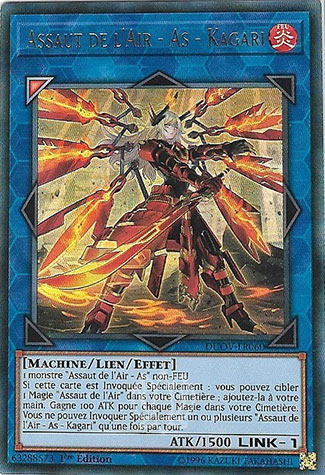 Assaut de l'Air - As - Kagari
FEU
炎
DUOV-FR060
[Machine/Lien/Effet]
1 monstre "Assaut de l'Air - As" non-FEU
Si cette carte est Invoquée Spécialement : vous pouvez cibler
1 Magie "Assaut de l'Air" dans votre Cimetière ; ajoutez-la à votre
main. Gagne 100 ATK pour chaque Magie dans votre Cimetière.
Vous ne pouvez Invoquer Spécialement un ou plusieurs "Assaut
de l'Air - As - Kagari" qu'une fois par tour.
ATK/1500 LINK-1
63288573 1st Edition ©1996 KAZUKI TAKAHASHI